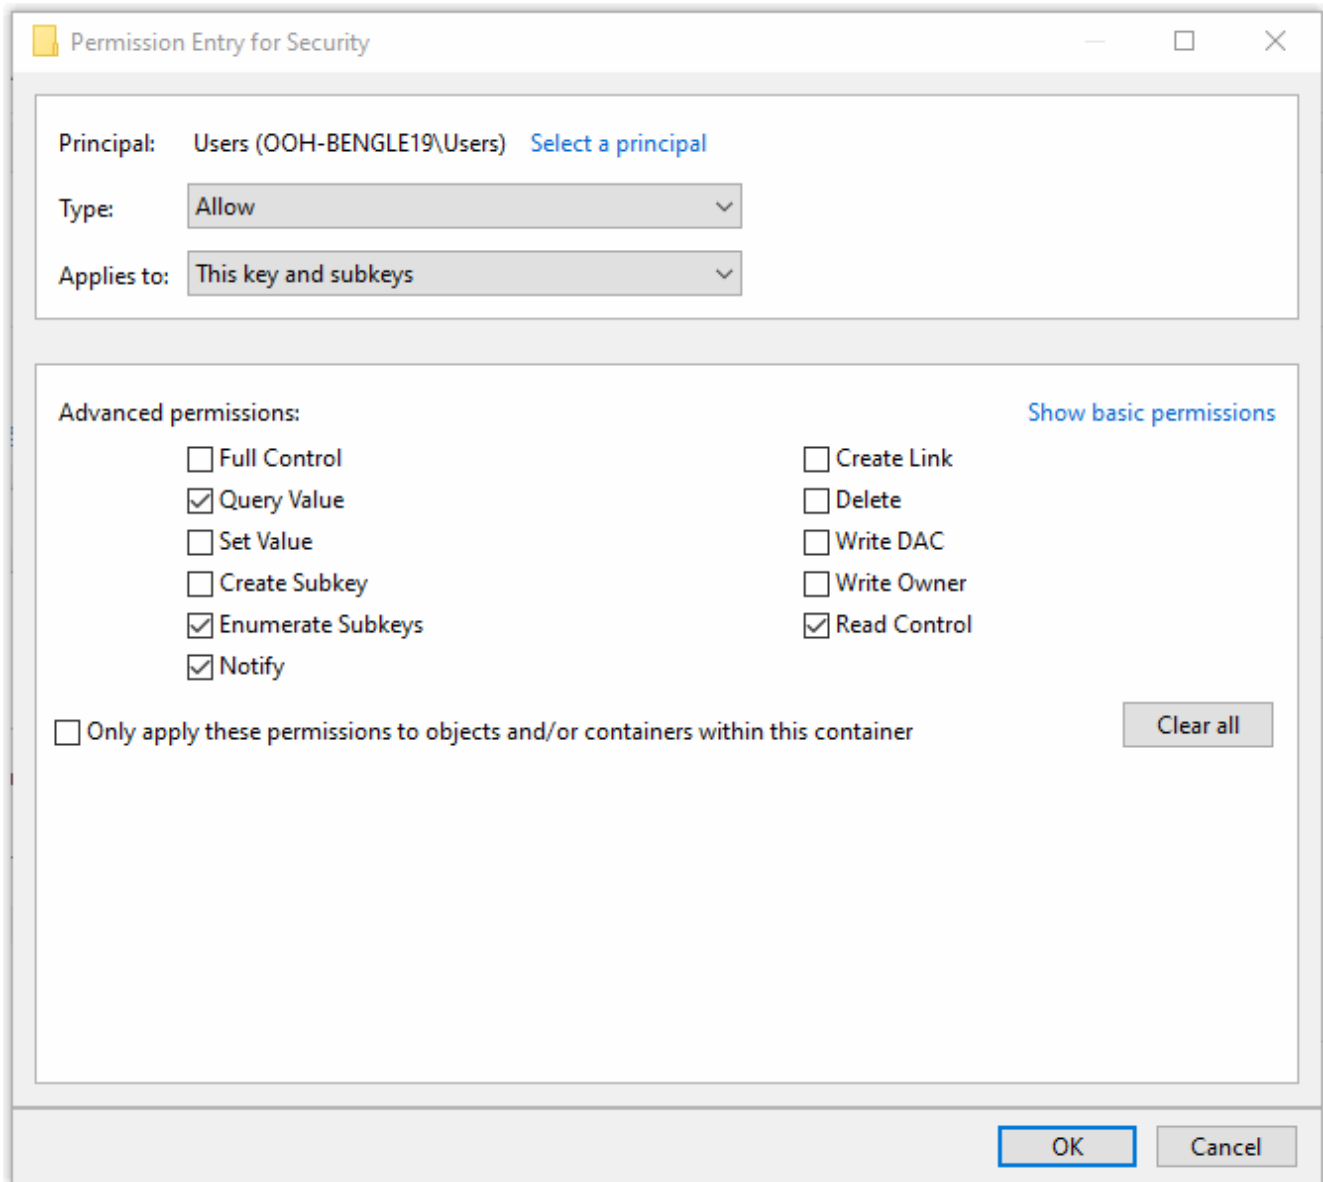 Permission Entry for Security
Principal: Users (OOH-BENGLE19\Users) Select a principal
Type: Allow
Applies to: This key and subkeys
Advanced permissions: Show basic permissions
Full Control Create Link
Query Value Delete
Set Value Write DAC
Create Subkey Write Owner
Enumerate Subkeys Read Control
Notify
Only apply these permissions to objects and/or containers within this container Clear all
OK Cancel